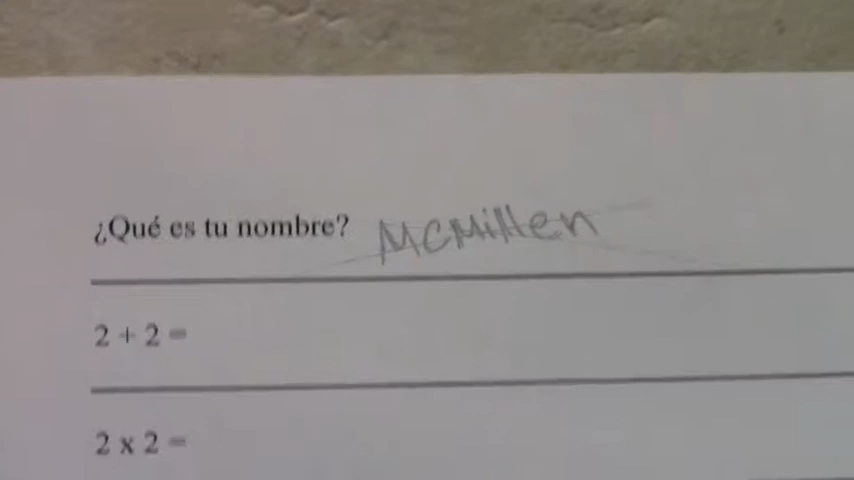 ¿Qué es tu nombre? McMillen
2 + 2 =
2 x 2 =